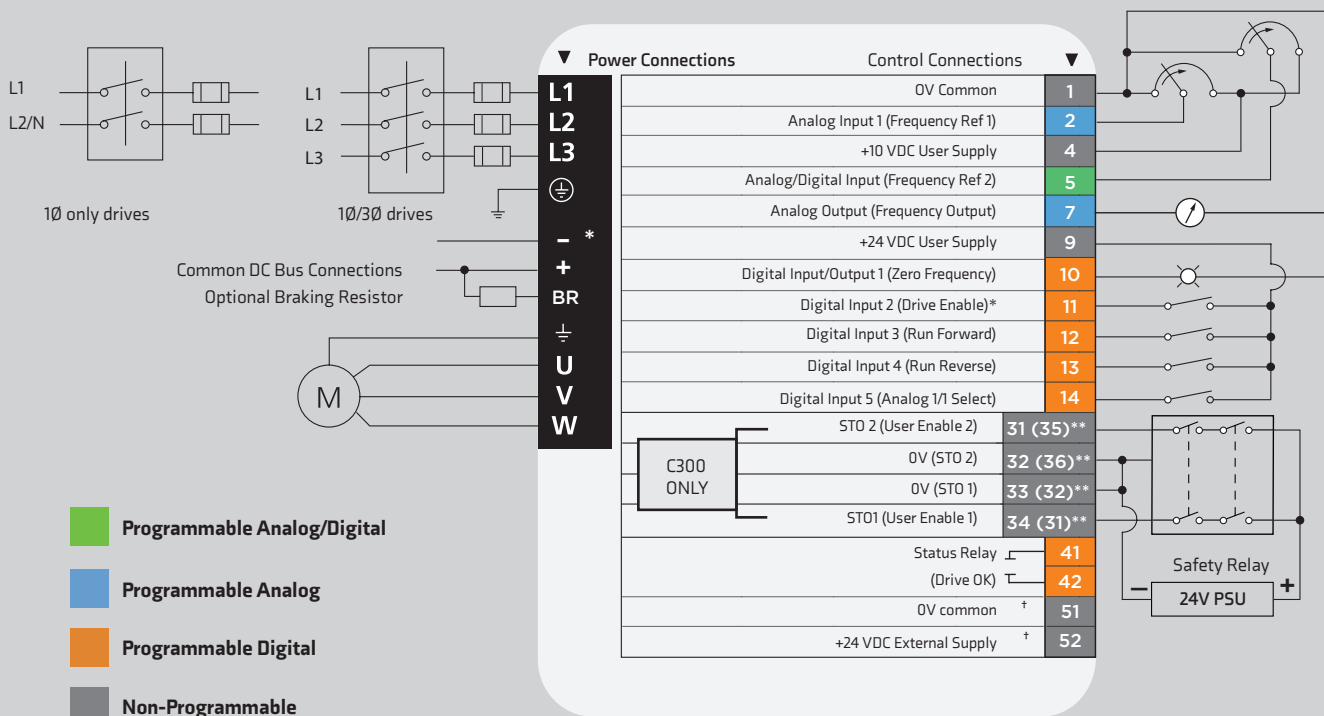 ▼ Power Connections
Control Connections ▼
L1
L2/N
1Ø only drives
L1
L2
L3
1Ø/3Ø drives
L1
L2
L3
– *
+
BR
U
V
W
Common DC Bus Connections
Optional Braking Resistor
M
0V Common 1
Analog Input 1 (Frequency Ref 1) 2
+10 VDC User Supply 4
Analog/Digital Input (Frequency Ref 2) 5
Analog Output (Frequency Output) 7
+24 VDC User Supply 9
Digital Input/Output 1 (Zero Frequency) 10
Digital Input 2 (Drive Enable)* 11
Digital Input 3 (Run Forward) 12
Digital Input 4 (Run Reverse) 13
Digital Input 5 (Analog 1/1 Select) 14
STO 2 (User Enable 2) 31 (35)**
0V (STO 2) 32 (36)**
0V (STO 1) 33 (32)**
STO1 (User Enable 1) 34 (31)**
C300
ONLY
Status Relay 41
(Drive OK) 42
0V common † 51
+24 VDC External Supply † 52
Safety Relay
– 24V PSU +
Programmable Analog/Digital
Programmable Analog
Programmable Digital
Non-Programmable